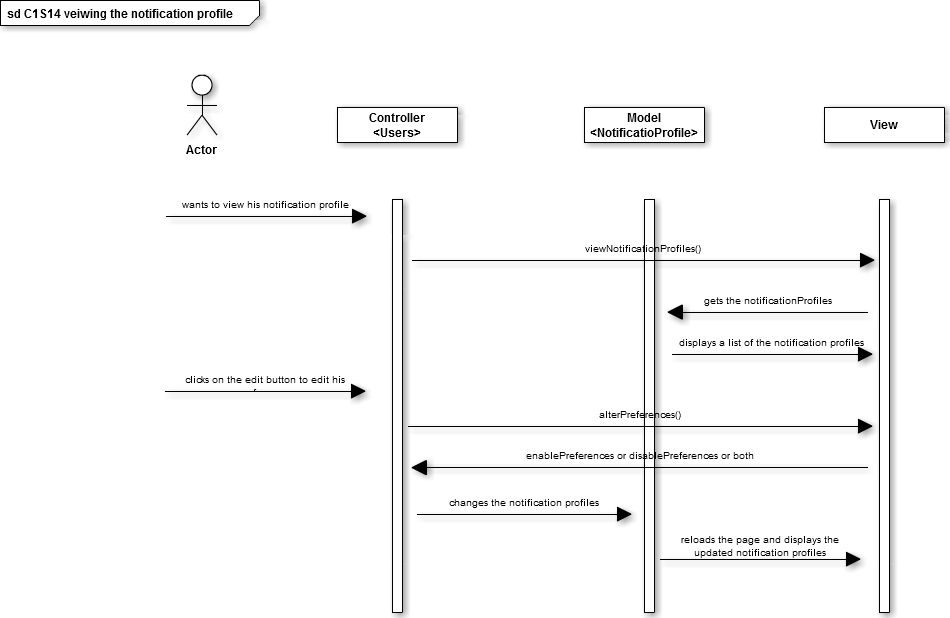 sd C1S14 veiwing the notification profile
Actor
Controller
<Users>
Model
<NotificatioProfile>
View
wants to view his notification profile
viewNotificationProfiles()
gets the notificationProfiles
displays a list of the notification profiles
clicks on the edit button to edit his
alterPreferences()
enablePreferences or disablePreferences or both
changes the notification profiles
reloads the page and displays the
updated notification profiles